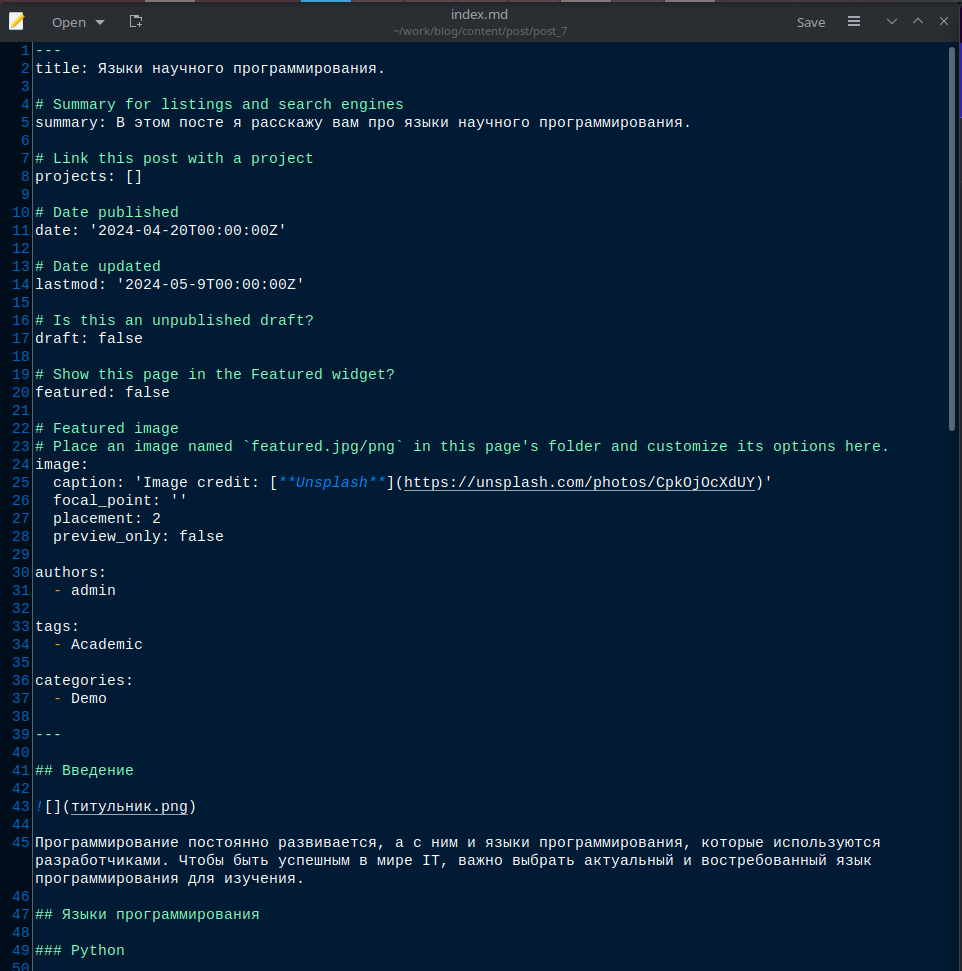 Open
index.md
~/work/blog/content/post/post_7
Save
1 ---
2 title: Языки научного программирования.
3
4 # Summary for listings and search engines
5 summary: В этом посте я расскажу вам про языки научного программирования.
6
7 # Link this post with a project
8 projects: []
9
10 # Date published
11 date: '2024-04-20T00:00:00Z'
12
13 # Date updated
14 lastmod: '2024-05-9T00:00:00Z'
15
16 # Is this an unpublished draft?
17 draft: false
18
19 # Show this page in the Featured widget?
20 featured: false
21
22 # Featured image
23 # Place an image named `featured.jpg/png` in this page's folder and customize its options here.
24 image:
25   caption: 'Image credit: [**Unsplash**](https://unsplash.com/photos/CpkOjOcXdUY)'
26   focal_point: ''
27   placement: 2
28   preview_only: false
29
30 authors:
31   - admin
32
33 tags:
34   - Academic
35
36 categories:
37   - Demo
38
39 ---
40
41 ## Введение
42
43 ![](титульник.png)
44
45 Программирование постоянно развивается, а с ним и языки программирования, которые используются
разработчиками. Чтобы быть успешным в мире IT, важно выбрать актуальный и востребованный язык
программирования для изучения.
46
47 ## Языки программирования
48
49 ### Python
50